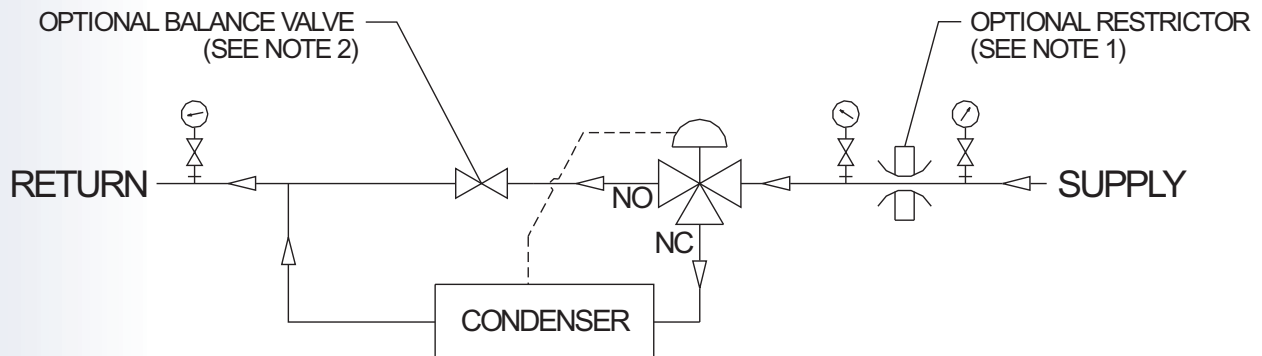 OPTIONAL BALANCE VALVE
(SEE NOTE 2)
OPTIONAL RESTRICTOR
(SEE NOTE 1)
RETURN
SUPPLY
NO
NC
CONDENSER